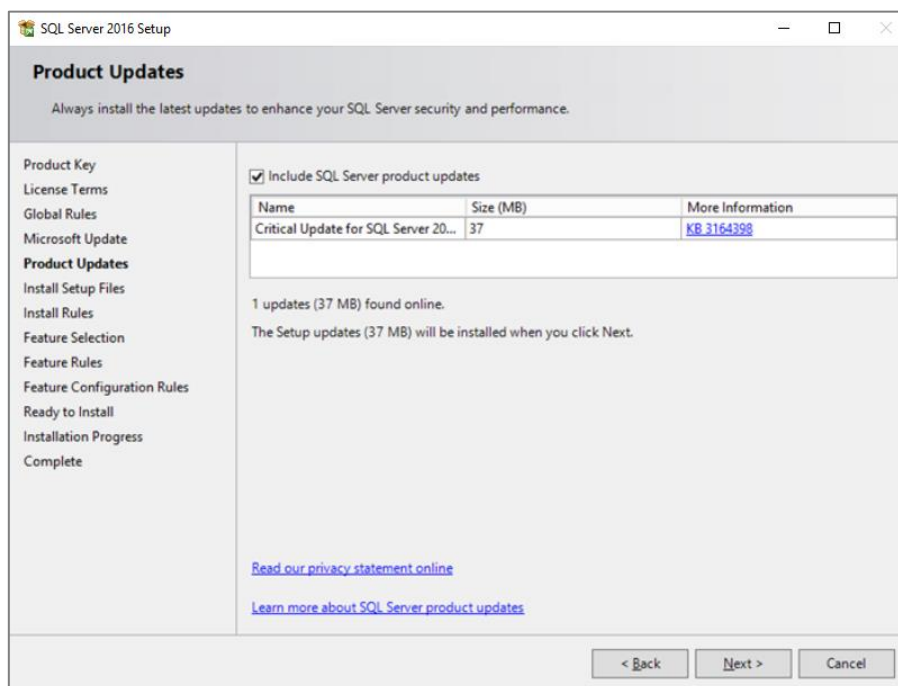 SQL Server 2016 Setup
Product Updates
Always install the latest updates to enhance your SQL Server security and performance.
Product Key
License Terms
Global Rules
Microsoft Update
Product Updates
Install Setup Files
Install Rules
Feature Selection
Feature Rules
Feature Configuration Rules
Ready to Install
Installation Progress
Complete
Include SQL Server product updates
Name Size (MB) More Information
Critical Update for SQL Server 20... 37 KB 3164398
1 updates (37 MB) found online.
The Setup updates (37 MB) will be installed when you click Next.
Read our privacy statement online
Learn more about SQL Server product updates
< Back Next > Cancel